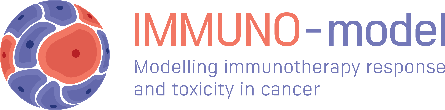 IMMUNO-model
Modelling immunotherapy response
and toxicity in cancer